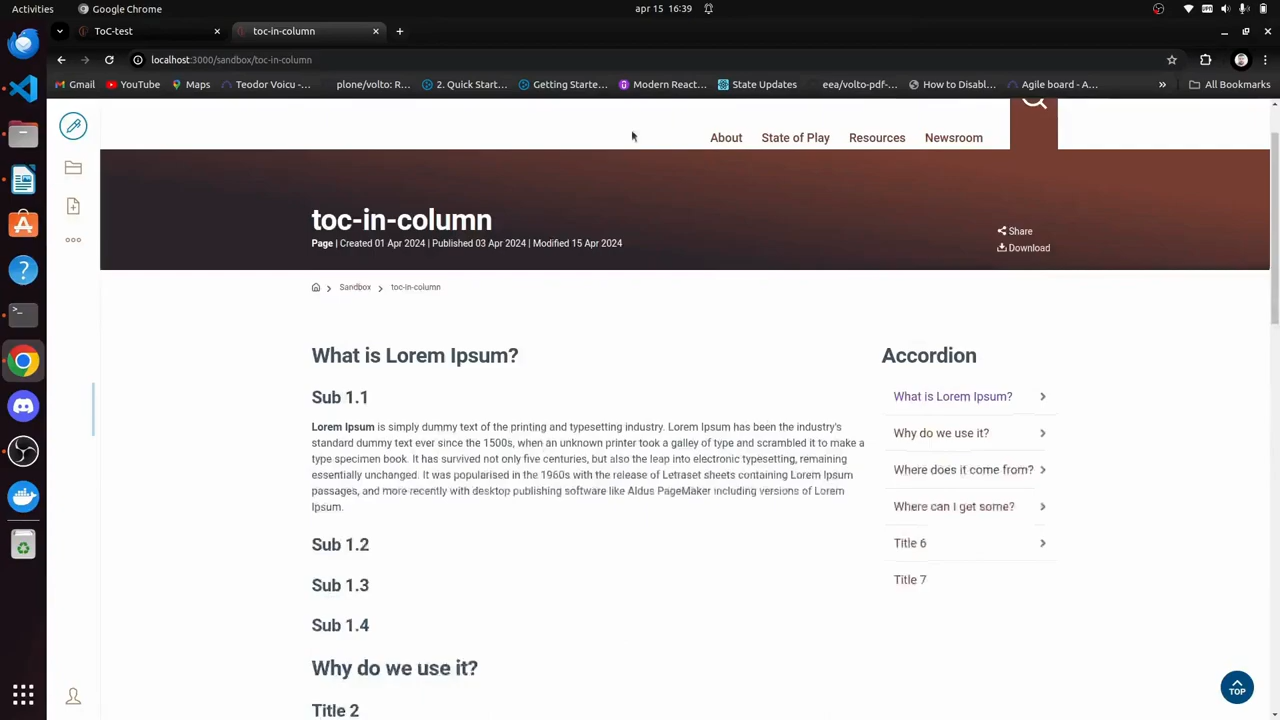 Activities
Google Chrome
apr 15 16:39
ToC-test
toc-in-column
localhost:3000/sandbox/toc-in-column
Gmail
YouTube
Maps
Teodor Voicu -...
plone/volto: R...
2. Quick Start...
Getting Starte...
Modern React...
State Updates
eea/volto-pdf-...
How to Disabl...
Agile board - A...
»
All Bookmarks
About
State of Play
Resources
Newsroom
toc-in-column
Page | Created 01 Apr 2024 | Published 03 Apr 2024 | Modified 15 Apr 2024
Share
Download
Sandbox
toc-in-column
What is Lorem Ipsum?
Sub 1.1
Lorem Ipsum is simply dummy text of the printing and typesetting industry. Lorem Ipsum has been the industry's
standard dummy text ever since the 1500s, when an unknown printer took a galley of type and scrambled it to make a
type specimen book. It has survived not only five centuries, but also the leap into electronic typesetting, remaining
essentially unchanged. It was popularised in the 1960s with the release of Letraset sheets containing Lorem Ipsum
passages, and more recently with desktop publishing software like Aldus PageMaker including versions of Lorem
Ipsum.
Sub 1.2
Sub 1.3
Sub 1.4
Why do we use it?
Title 2
Accordion
What is Lorem Ipsum?
Why do we use it?
Where does it come from?
Where can I get some?
Title 6
Title 7
TOP